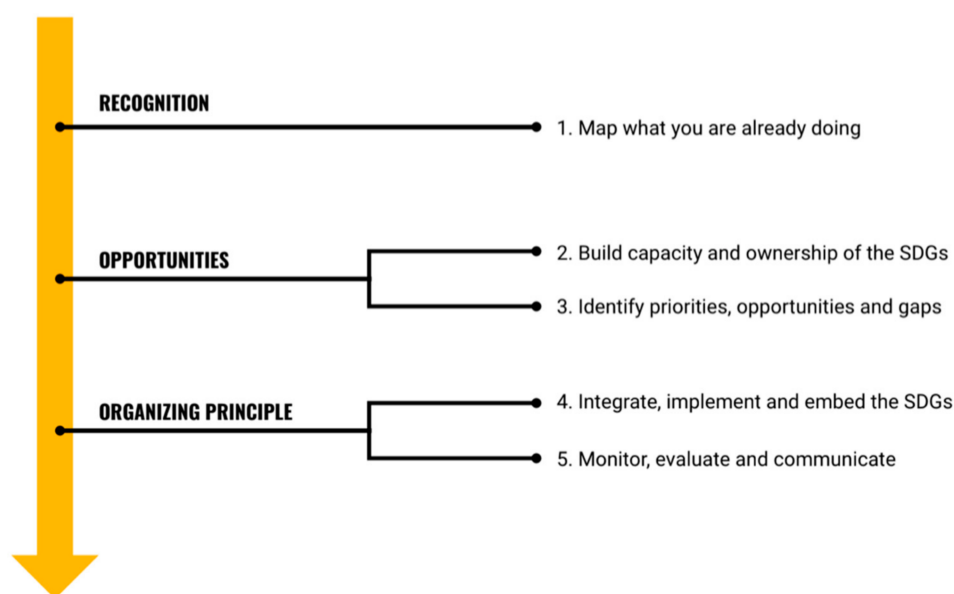 RECOGNITION
1. Map what you are already doing
OPPORTUNITIES
2. Build capacity and ownership of the SDGs
3. Identify priorities, opportunities and gaps
ORGANIZING PRINCIPLE
4. Integrate, implement and embed the SDGs
5. Monitor, evaluate and communicate